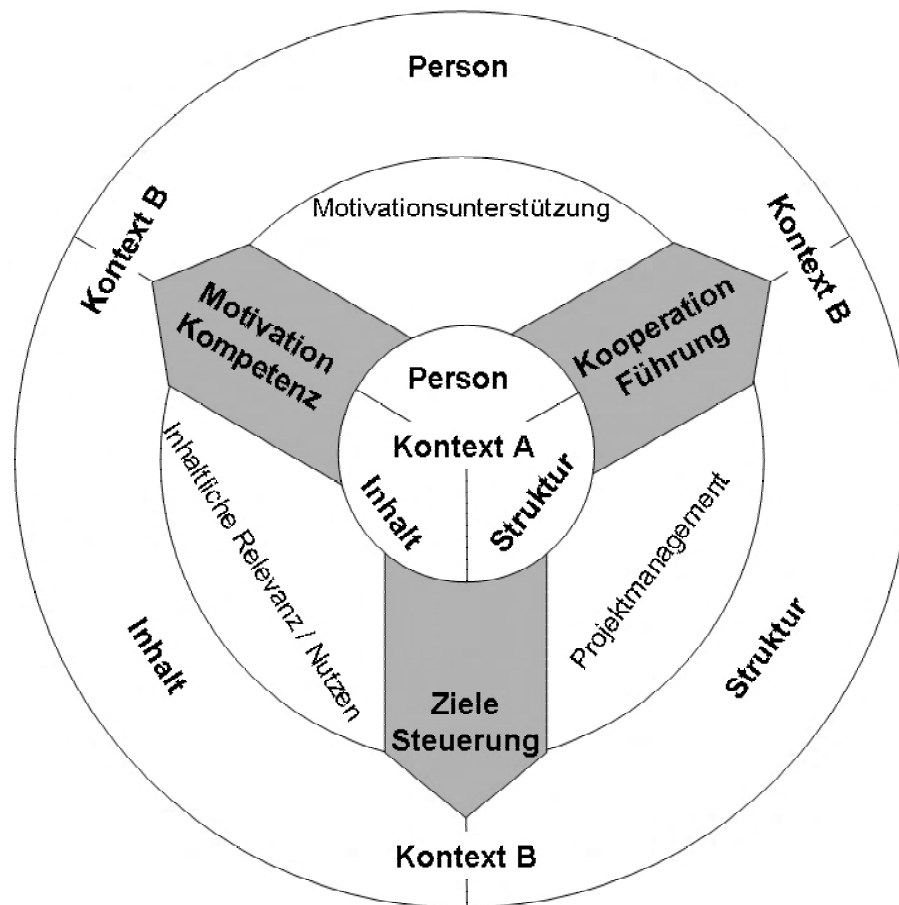 Person
Kontext B
Kontext B
Motivationsunterstützung
Motivation
Kompetenz
Kooperation
Führung
Person
Kontext A
Inhalt
Struktur
Inhaltliche Relevanz / Nutzen
Projektmanagement
Inhalt
Struktur
Ziele
Steuerung
Kontext B